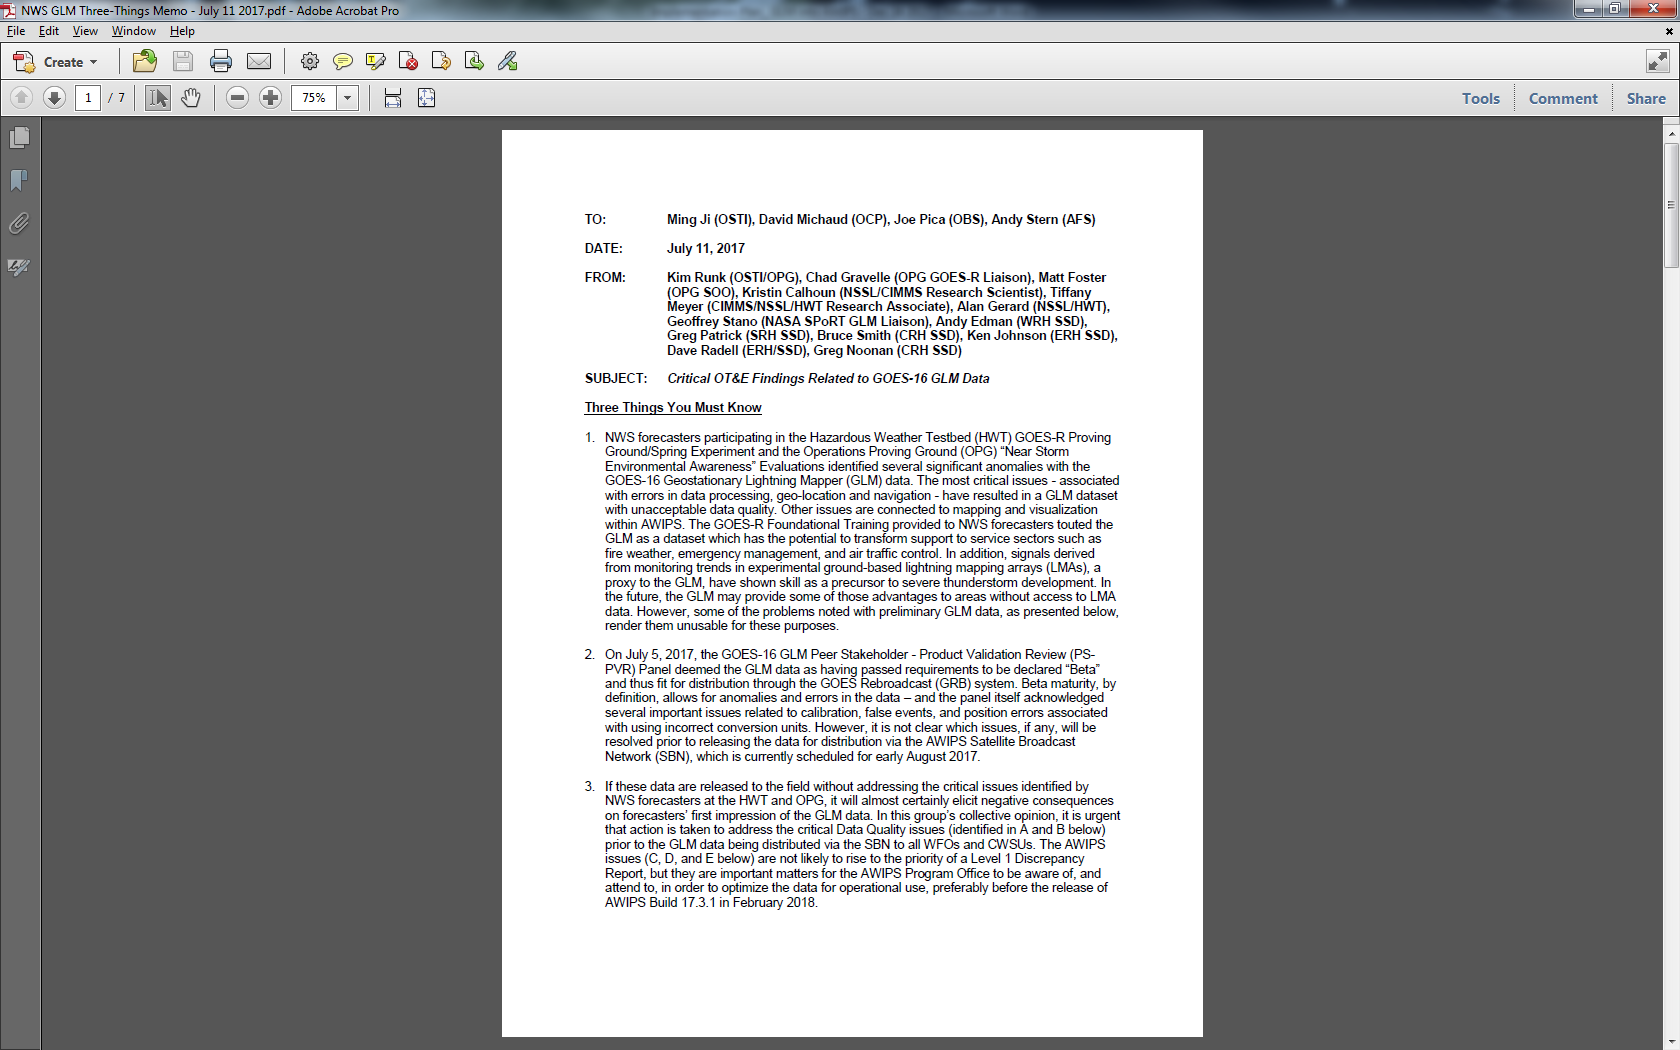 NWS GLM Three-Things Memo - July 11 2017.pdf - Adobe Acrobat Pro
File Edit View Window Help
Create
1 / 7 75% Tools Comment Share
TO: Ming Ji (OSTI), David Michaud (OCP), Joe Pica (OBS), Andy Stern (AFS)
DATE: July 11, 2017
FROM: Kim Runk (OSTI/OPG), Chad Gravelle (OPG GOES-R Liaison), Matt Foster
(OPG SOO), Kristin Calhoun (NSSL/CIMMS Research Scientist), Tiffany
Meyer (CIMMS/NSSL/HWT Research Associate), Alan Gerard (NSSL/HWT),
Geoffrey Stano (NASA SPoRT GLM Liaison), Andy Edman (WRH SSD),
Greg Patrick (SRH SSD), Bruce Smith (CRH SSD), Ken Johnson (ERH SSD),
Dave Radell (ERH/SSD), Greg Noonan (CRH SSD)
SUBJECT: Critical OT&E Findings Related to GOES-16 GLM Data
Three Things You Must Know
1. NWS forecasters participating in the Hazardous Weather Testbed (HWT) GOES-R Proving
Ground/Spring Experiment and the Operations Proving Ground (OPG) “Near Storm
Environmental Awareness” Evaluations identified several significant anomalies with the
GOES-16 Geostationary Lightning Mapper (GLM) data. The most critical issues - associated
with errors in data processing, geo-location and navigation - have resulted in a GLM dataset
with unacceptable data quality. Other issues are connected to mapping and visualization
within AWIPS. The GOES-R Foundational Training provided to NWS forecasters touted the
GLM as a dataset which has the potential to transform support to service sectors such as
fire weather, emergency management, and air traffic control. In addition, signals derived
from monitoring trends in experimental ground-based lightning mapping arrays (LMAs), a
proxy to the GLM, have shown skill as a precursor to severe thunderstorm development. In
the future, the GLM may provide some of those advantages to areas without access to LMA
data. However, some of the problems noted with preliminary GLM data, as presented below,
render them unusable for these purposes.
2. On July 5, 2017, the GOES-16 GLM Peer Stakeholder - Product Validation Review (PS-
PVR) Panel deemed the GLM data as having passed requirements to be declared “Beta”
and thus fit for distribution through the GOES Rebroadcast (GRB) system. Beta maturity, by
definition, allows for anomalies and errors in the data – and the panel itself acknowledged
several important issues related to calibration, false events, and position errors associated
with using incorrect conversion units. However, it is not clear which issues, if any, will be
resolved prior to releasing the data for distribution via the AWIPS Satellite Broadcast
Network (SBN), which is currently scheduled for early August 2017.
3. If these data are released to the field without addressing the critical issues identified by
NWS forecasters at the HWT and OPG, it will almost certainly elicit negative consequences
on forecasters’ first impression of the GLM data. In this group’s collective opinion, it is urgent
that action is taken to address the critical Data Quality issues (identified in A and B below)
prior to the GLM data being distributed via the SBN to all WFOs and CWSUs. The AWIPS
issues (C, D, and E below) are not likely to rise to the priority of a Level 1 Discrepancy
Report, but they are important matters for the AWIPS Program Office to be aware of, and
attend to, in order to optimize the data for operational use, preferably before the release of
AWIPS Build 17.3.1 in February 2018.